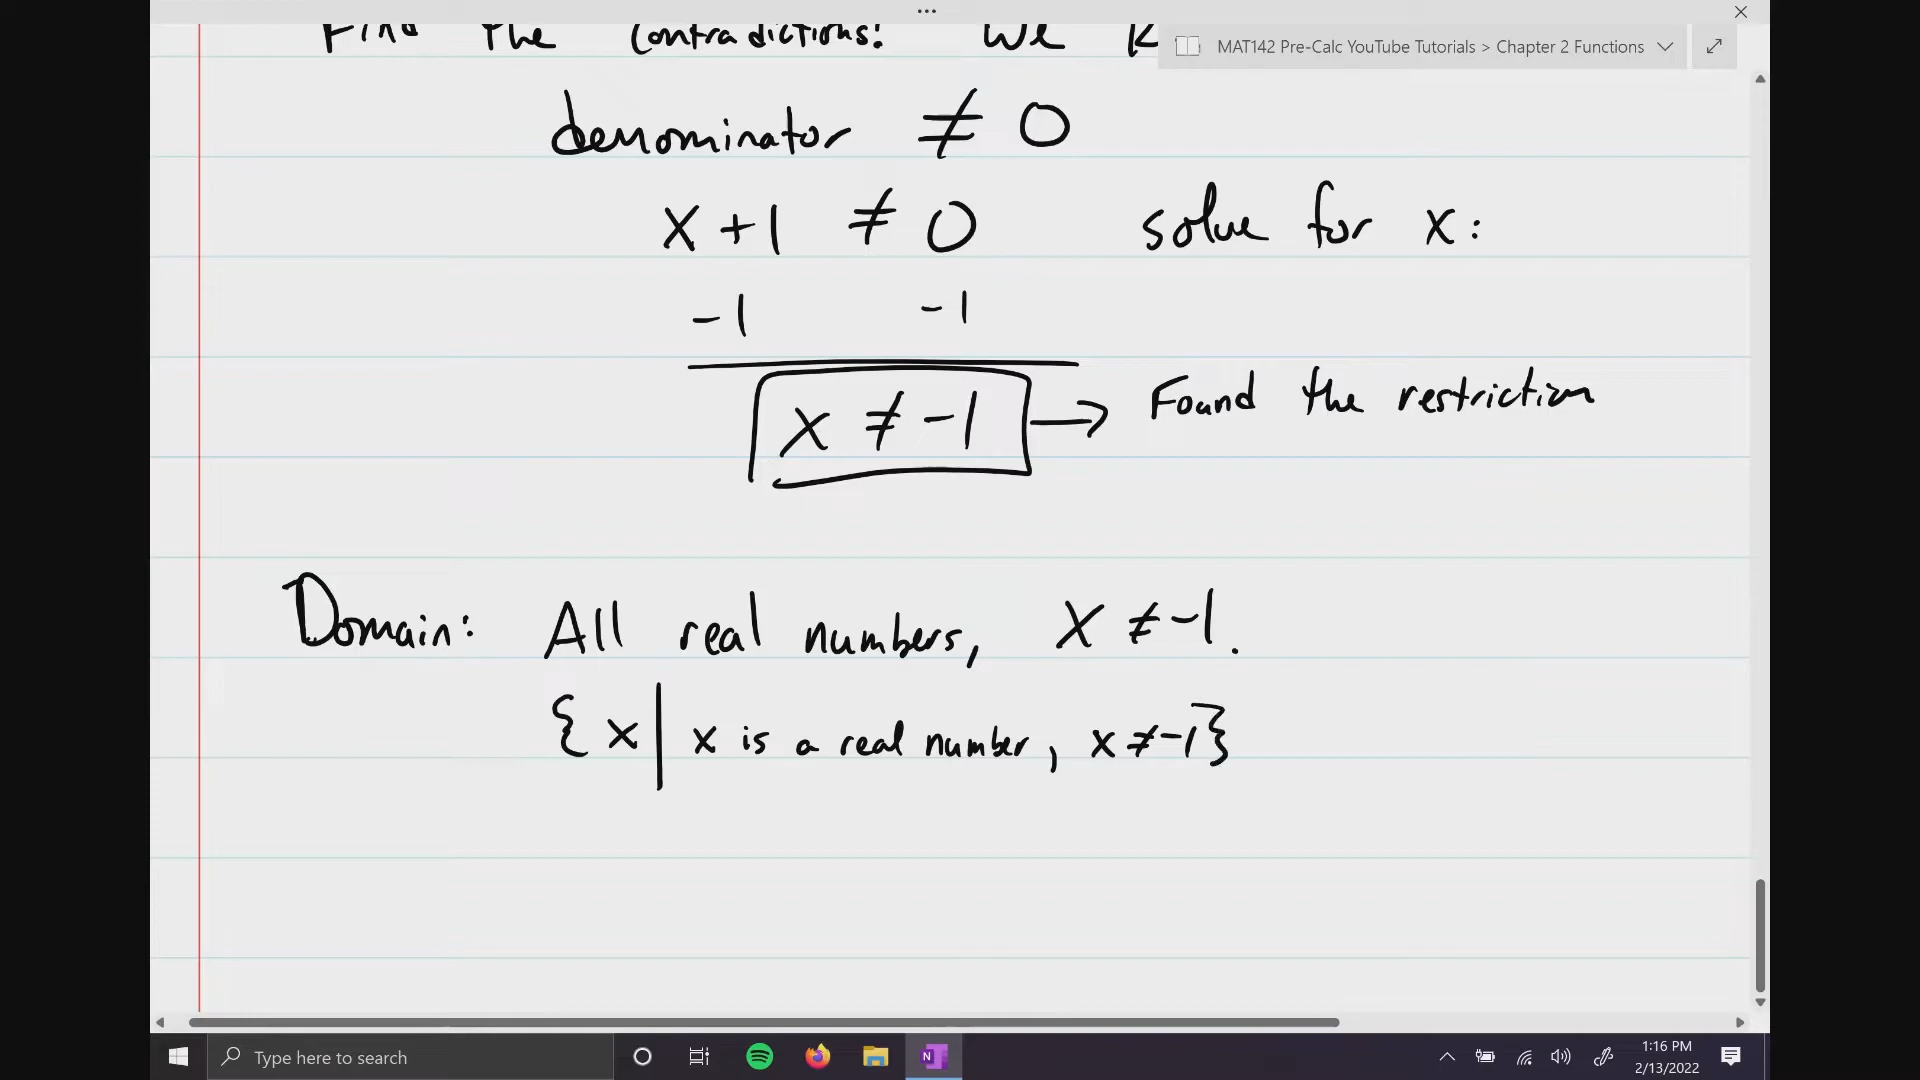 Find the contradictions! We
MAT142 Pre-Calc YouTube Tutorials > Chapter 2 Functions
denominator ≠ 0
x + 1 ≠ 0 solve for x:
-1 -1
x ≠ -1 → Found the restriction
Domain: All real numbers, x ≠ -1.
{ x | x is a real number, x ≠ -1 }
Type here to search
1:16 PM
2/13/2022